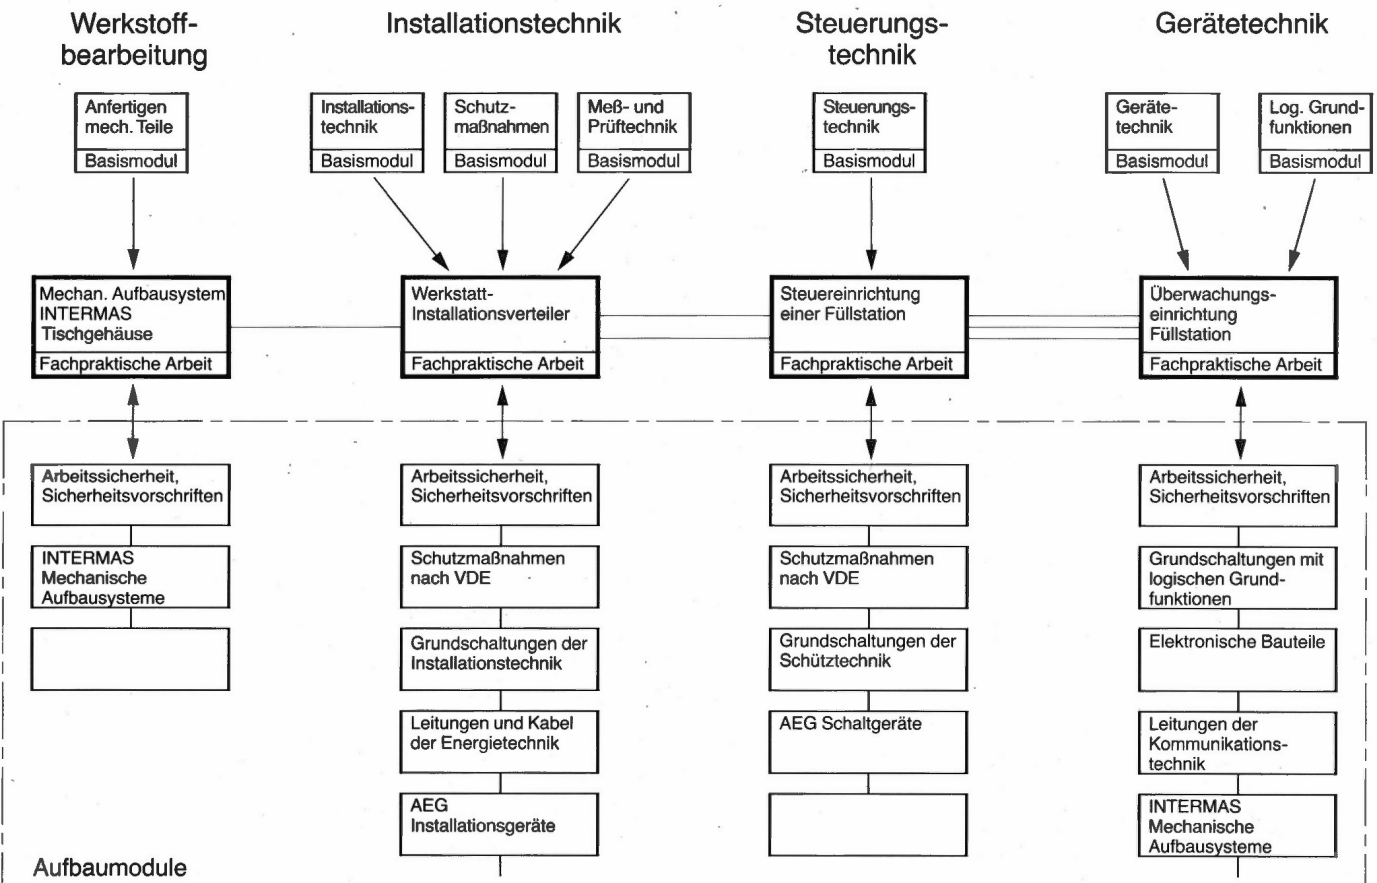 Werkstoff-
bearbeitung
Installationstechnik
Steuerungs-
technik
Gerätetechnik
Anfertigen
mech. Teile
Basismodul
Installations-
technik
Basismodul
Schutz-
maßnahmen
Basismodul
Meß- und
Prüftechnik
Basismodul
Steuerungs-
technik
Basismodul
Geräte-
technik
Basismodul
Log. Grund-
funktionen
Basismodul
Mechan. Aufbausystem
INTERMAS
Tischgehäuse
Fachpraktische Arbeit
Werkstatt-
Installationsverteiler
Fachpraktische Arbeit
Steuereinrichtung
einer Füllstation
Fachpraktische Arbeit
Überwachungs-
einrichtung
Füllstation
Fachpraktische Arbeit
Arbeitssicherheit,
Sicherheitsvorschriften
INTERMAS
Mechanische
Aufbausysteme
Arbeitssicherheit,
Sicherheitsvorschriften
Schutzmaßnahmen
nach VDE
Grundschaltungen der
Installationstechnik
Leitungen und Kabel
der Energietechnik
AEG
Installationsgeräte
Arbeitssicherheit,
Sicherheitsvorschriften
Schutzmaßnahmen
nach VDE
Grundschaltungen der
Schütztechnik
AEG Schaltgeräte
Arbeitssicherheit,
Sicherheitsvorschriften
Grundschaltungen mit
logischen Grund-
funktionen
Elektronische Bauteile
Leitungen der
Kommunikations-
technik
INTERMAS
Mechanische
Aufbausysteme
Aufbaumodule